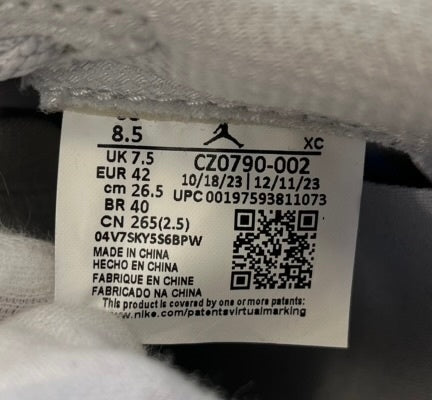 8.5
XC
UK 7.5
EUR 42
cm 26.5
BR 40
CN 265(2.5)
04V7SKY5S6BPW
CZ0790-002
10/18/23 | 12/11/23
UPC 00197593811073
MADE IN CHINA
HECHO EN CHINA
FABRIQUE EN CHINE
FABRICADO NA CHINA
This product is covered by one or more patents:
www.nike.com/patentsvirtualmarking